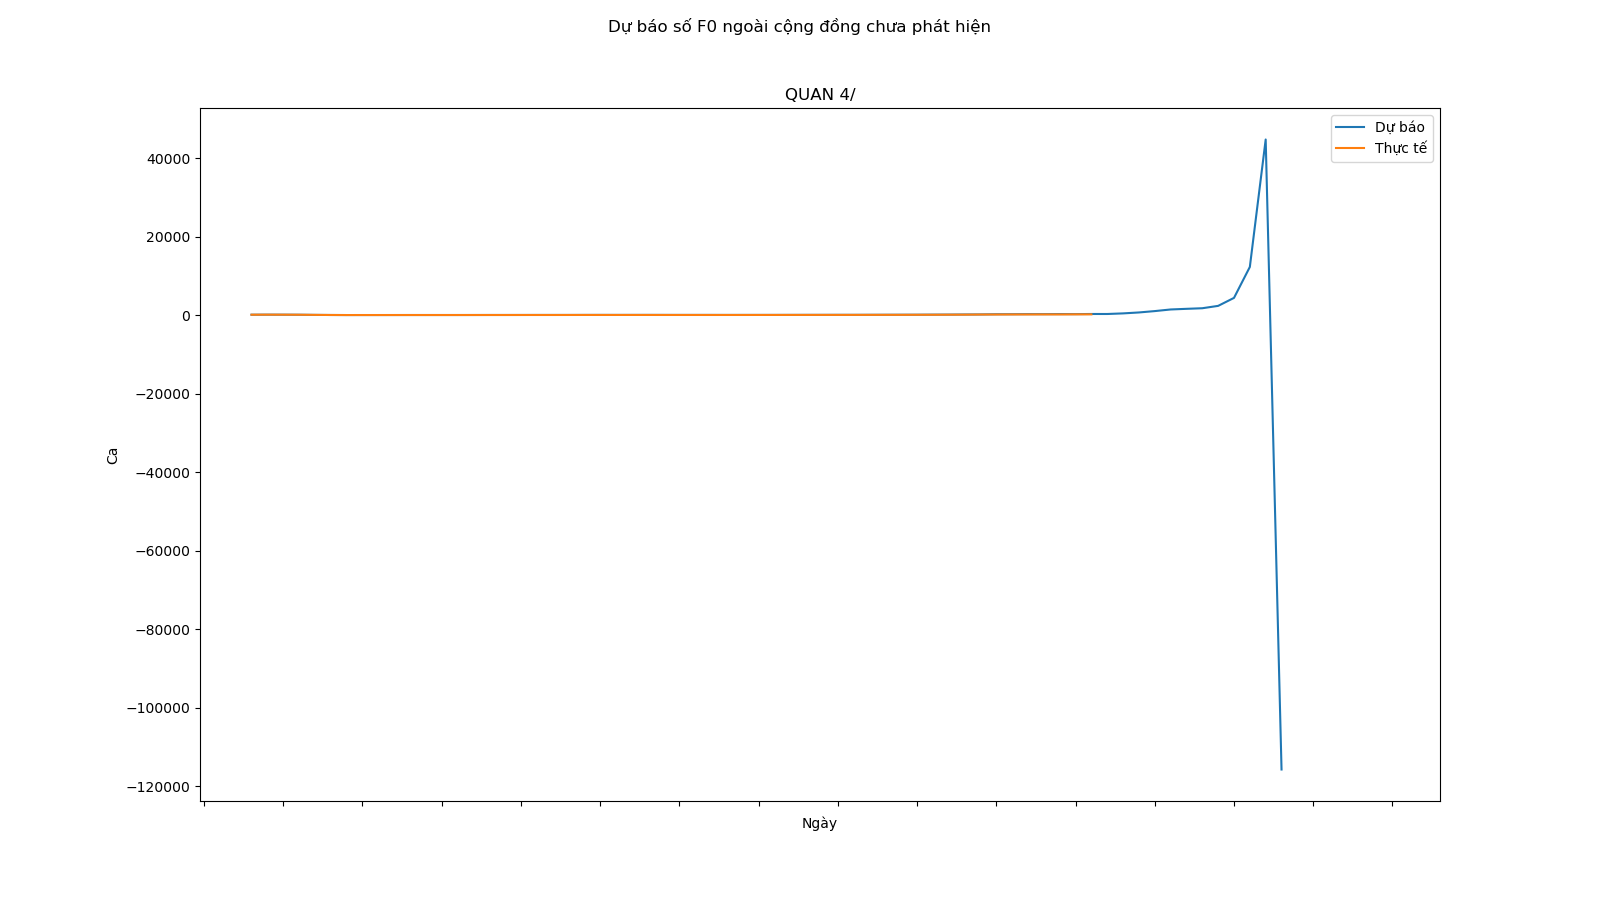 Dự báo số F0 ngoài cộng đồng chưa phát hiện
QUAN 4/
Dự báo
Thực tế
40000
20000
0
−20000
−40000
−60000
−80000
−100000
−120000
Ca
Ngày